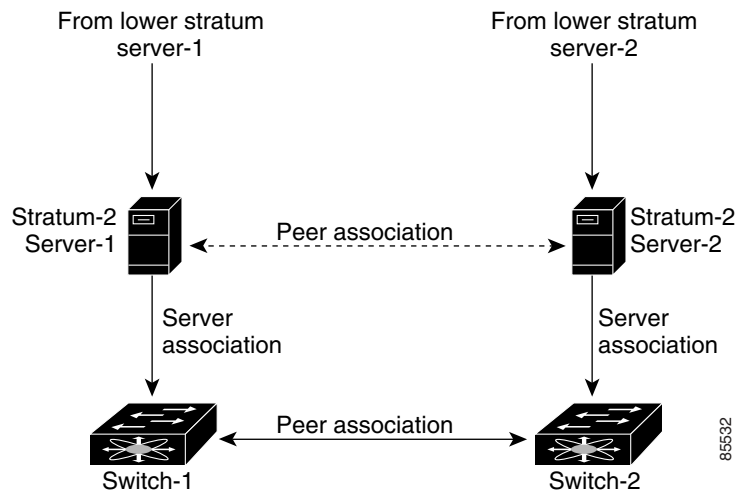 From lower stratum
server-1
From lower stratum
server-2
Stratum-2
Server-1
Peer association
Stratum-2
Server-2
Server
association
Server
association
Peer association
Switch-1
Switch-2
85532